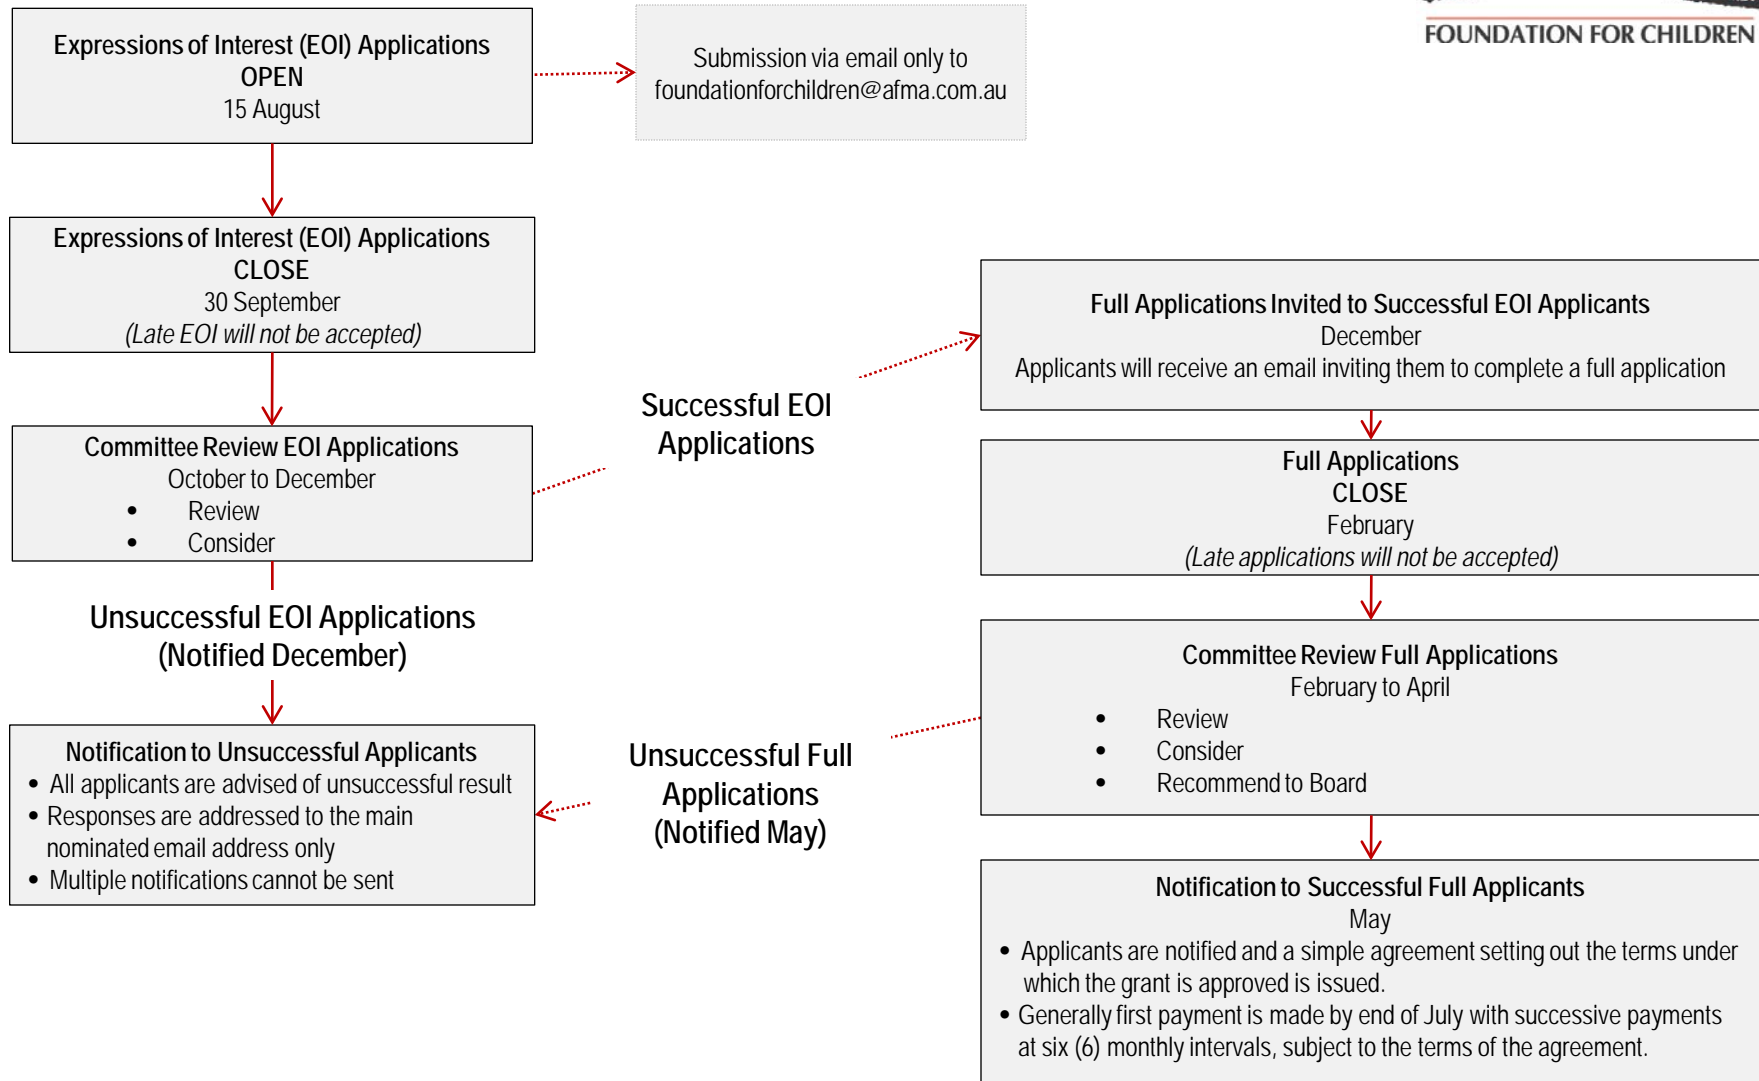 FOUNDATION FOR CHILDREN
Expressions of Interest (EOI) Applications
OPEN
15 August
Submission via email only to
foundationforchildren@afma.com.au
Expressions of Interest (EOI) Applications
CLOSE
30 September
(Late EOI will not be accepted)
Committee Review EOI Applications
October to December
• Review
• Consider
Successful EOI
Applications
Unsuccessful EOI Applications
(Notified December)
Notification to Unsuccessful Applicants
• All applicants are advised of unsuccessful result
• Responses are addressed to the main
nominated email address only
• Multiple notifications cannot be sent
Full Applications Invited to Successful EOI Applicants
December
Applicants will receive an email inviting them to complete a full application
Full Applications
CLOSE
February
(Late applications will not be accepted)
Committee Review Full Applications
February to April
• Review
• Consider
• Recommend to Board
Unsuccessful Full
Applications
(Notified May)
Notification to Successful Full Applicants
May
• Applicants are notified and a simple agreement setting out the terms under
which the grant is approved is issued.
• Generally first payment is made by end of July with successive payments
at six (6) monthly intervals, subject to the terms of the agreement.